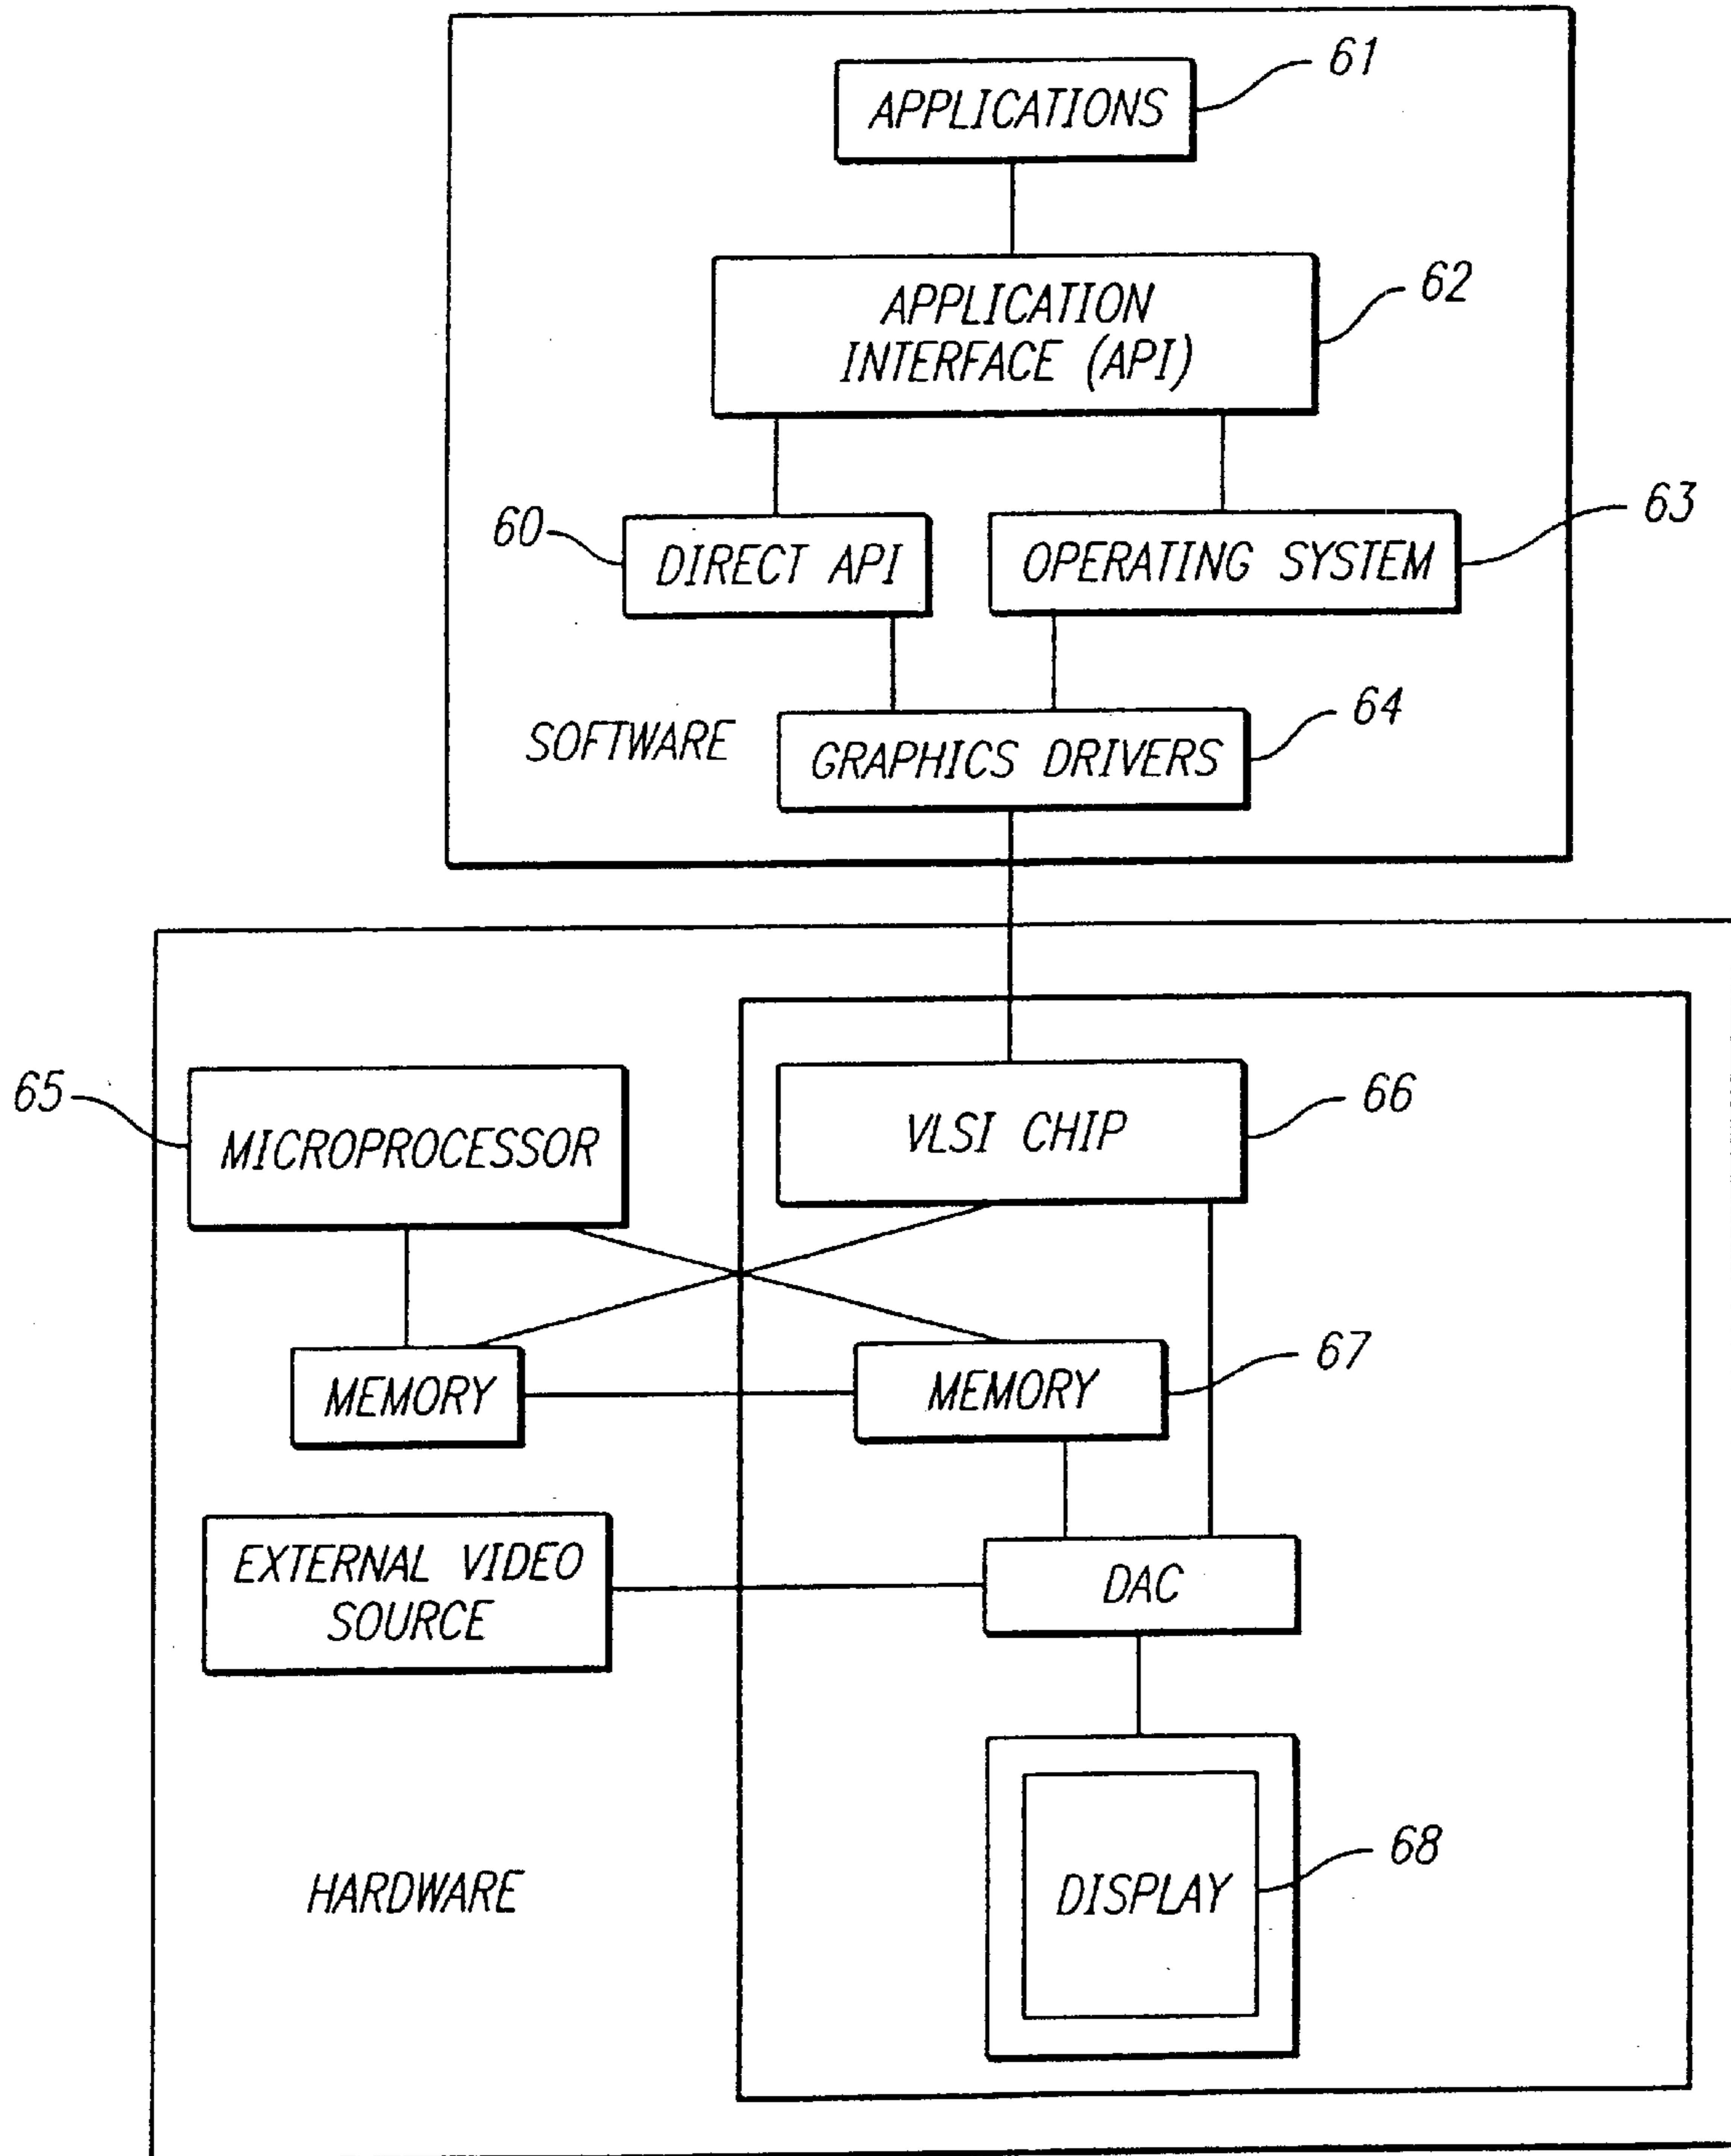 61
APPLICATIONS
62
APPLICATION
INTERFACE (API)
60
DIRECT API
63
OPERATING SYSTEM
64
SOFTWARE
GRAPHICS DRIVERS
65
MICROPROCESSOR
66
VLSI CHIP
67
MEMORY
MEMORY
EXTERNAL VIDEO
SOURCE
DAC
68
HARDWARE
DISPLAY